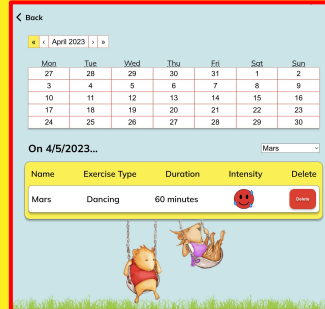 Back
« ‹ April 2023 › »
Mon Tue Wed Thu Fri Sat Sun
27 28 29 30 31 1 2
3 4 5 6 7 8 9
10 11 12 13 14 15 16
17 18 19 20 21 22 23
24 25 26 27 28 29 30
On 4/5/2023... Mars
Name Exercise Type Duration Intensity Delete
Mars Dancing 60 minutes Delete